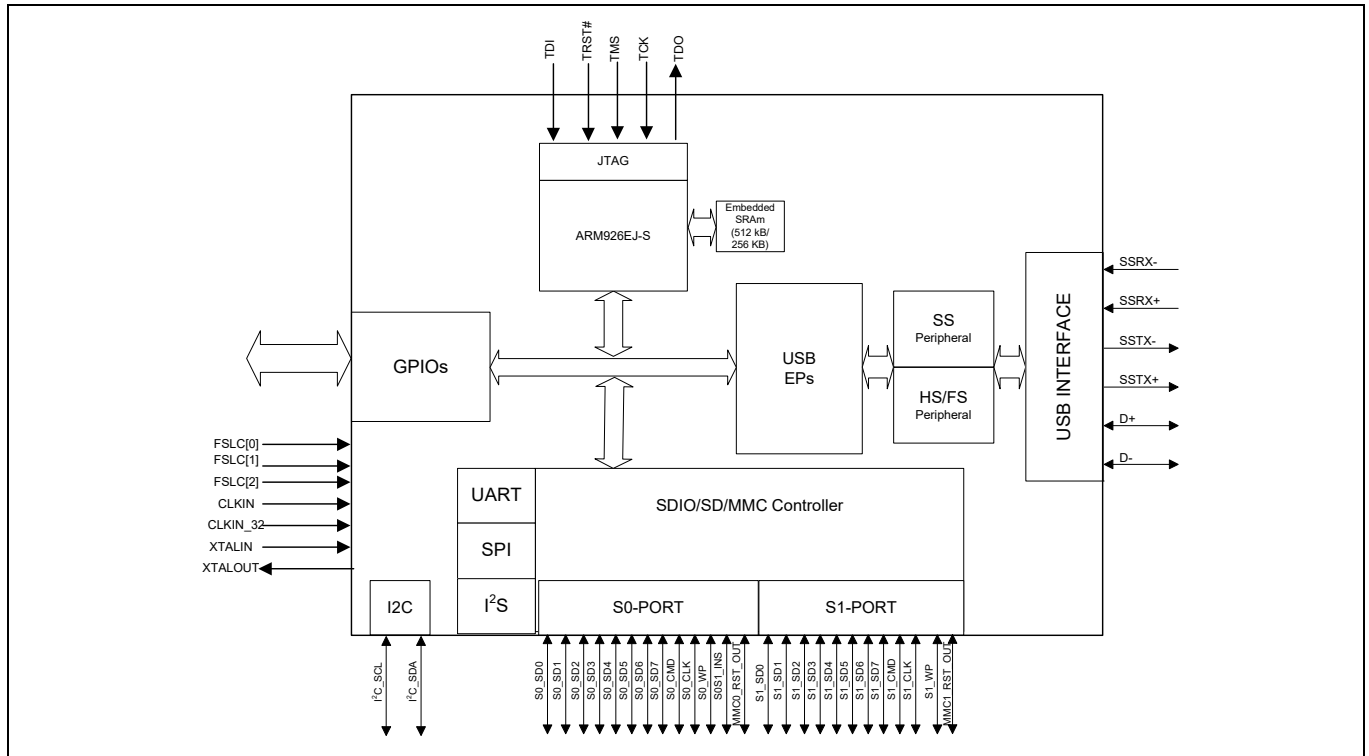 TDI
TRST#
TMS
TCK
TDO
JTAG
ARM926EJ-S
Embedded
SRAm
(512 kB/
256 KB)
GPIOs
USB
EPs
SS
Peripheral
HS/FS
Peripheral
USB INTERFACE
SSRX-
SSRX+
SSTX-
SSTX+
D+
D-
FSLC[0]
FSLC[1]
FSLC[2]
CLKIN
CLKIN_32
XTALIN
XTALOUT
UART
SPI
I²S
SDIO/SD/MMC Controller
I2C
S0-PORT
S1-PORT
I²C_SCL
I²C_SDA
S0_SD0
S0_SD1
S0_SD2
S0_SD3
S0_SD4
S0_SD5
S0_SD6
S0_SD7
S0_CMD
S0_CLK
S0_WP
S0S1_INS
MMC0_RST_OUT
S1_SD0
S1_SD1
S1_SD2
S1_SD3
S1_SD4
S1_SD5
S1_SD6
S1_SD7
S1_CMD
S1_CLK
S1_WP
MMC1_RST_OUT